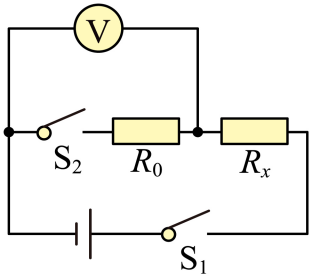 V
S₂ R₀ Rₓ
S₁